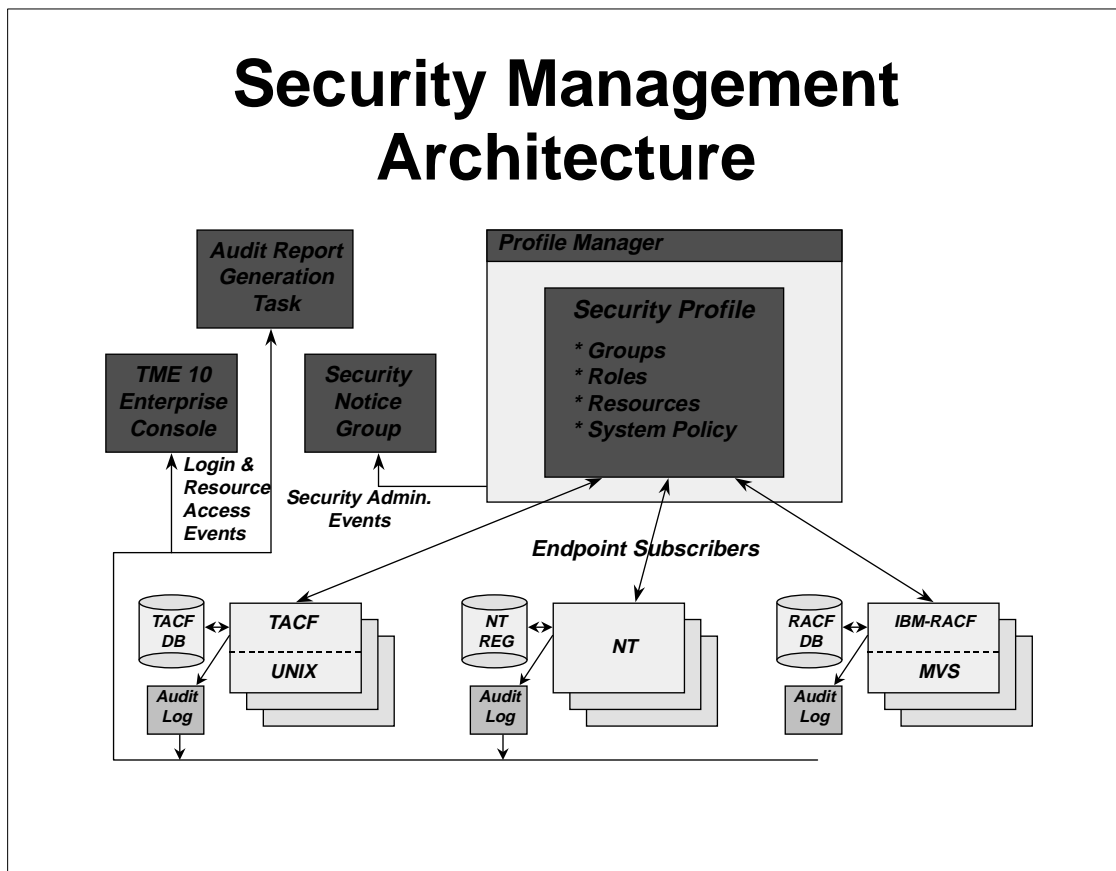 Security Management
Architecture
Audit Report
Generation
Task
Profile Manager
Security Profile
* Groups
* Roles
* Resources
* System Policy
TME 10
Enterprise
Console
Security
Notice
Group
Login &
Resource
Access
Events
Security Admin.
Events
Endpoint Subscribers
TACF
DB
TACF
UNIX
Audit
Log
NT
REG
NT
Audit
Log
RACF
DB
IBM-RACF
MVS
Audit
Log